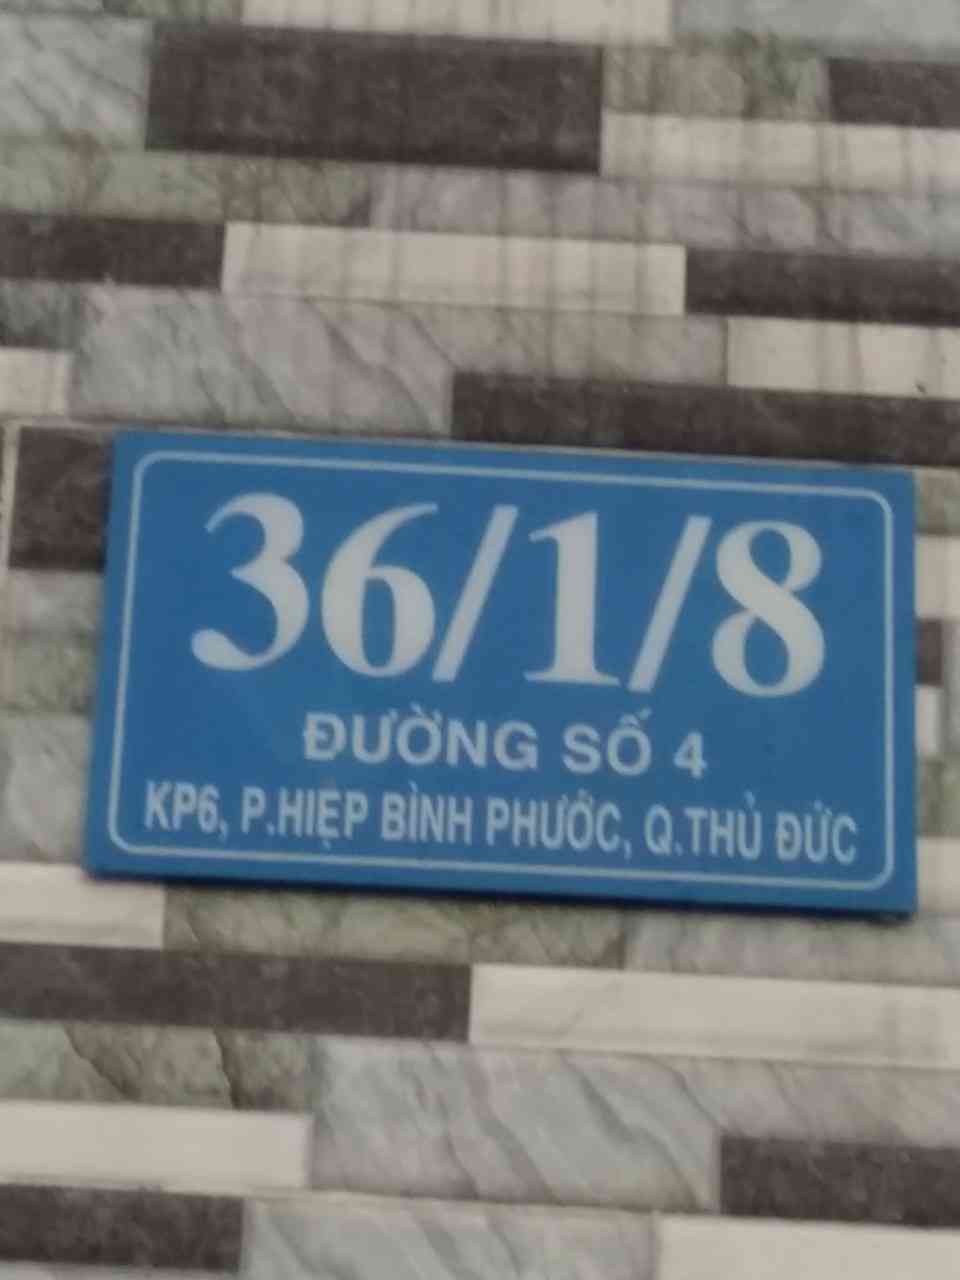 36/1/8
ĐƯỜNG SỐ 4
KP6, P.HIỆP BÌNH PHƯỚC, Q.THỦ ĐỨC